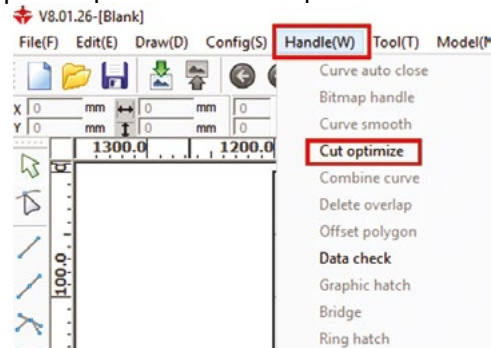 V8.01.26-[Blank]
File(F) Edit(E) Draw(D) Config(S) Handle(W) Tool(T)
X 0 mm 0 mm 0
Y 0 mm 0 mm 0
1300.0 1200.0
100.0
Curve auto close
Bitmap handle
Curve smooth
Cut optimize
Combine curve
Delete overlap
Offset polygon
Data check
Graphic hatch
Bridge
Ring hatch